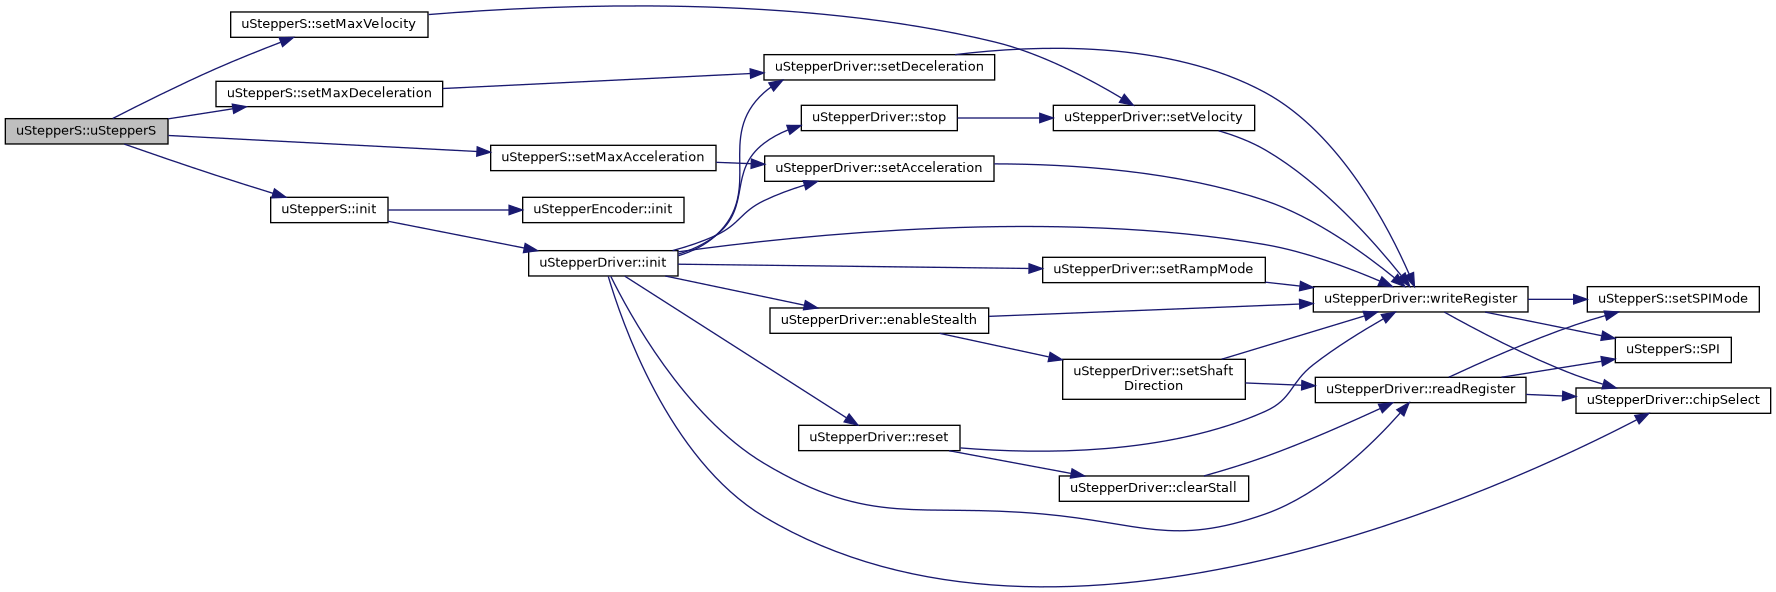 uStepperS::setMaxVelocity
uStepperDriver::setDeceleration
uStepperS::setMaxDeceleration
uStepperDriver::stop
uStepperDriver::setVelocity
uStepperS::uStepperS
uStepperS::setMaxAcceleration
uStepperDriver::setAcceleration
uStepperS::init
uStepperEncoder::init
uStepperDriver::init
uStepperDriver::setRampMode
uStepperDriver::writeRegister
uStepperS::setSPIMode
uStepperDriver::enableStealth
uStepperS::SPI
uStepperDriver::setShaft
Direction
uStepperDriver::readRegister
uStepperDriver::chipSelect
uStepperDriver::reset
uStepperDriver::clearStall